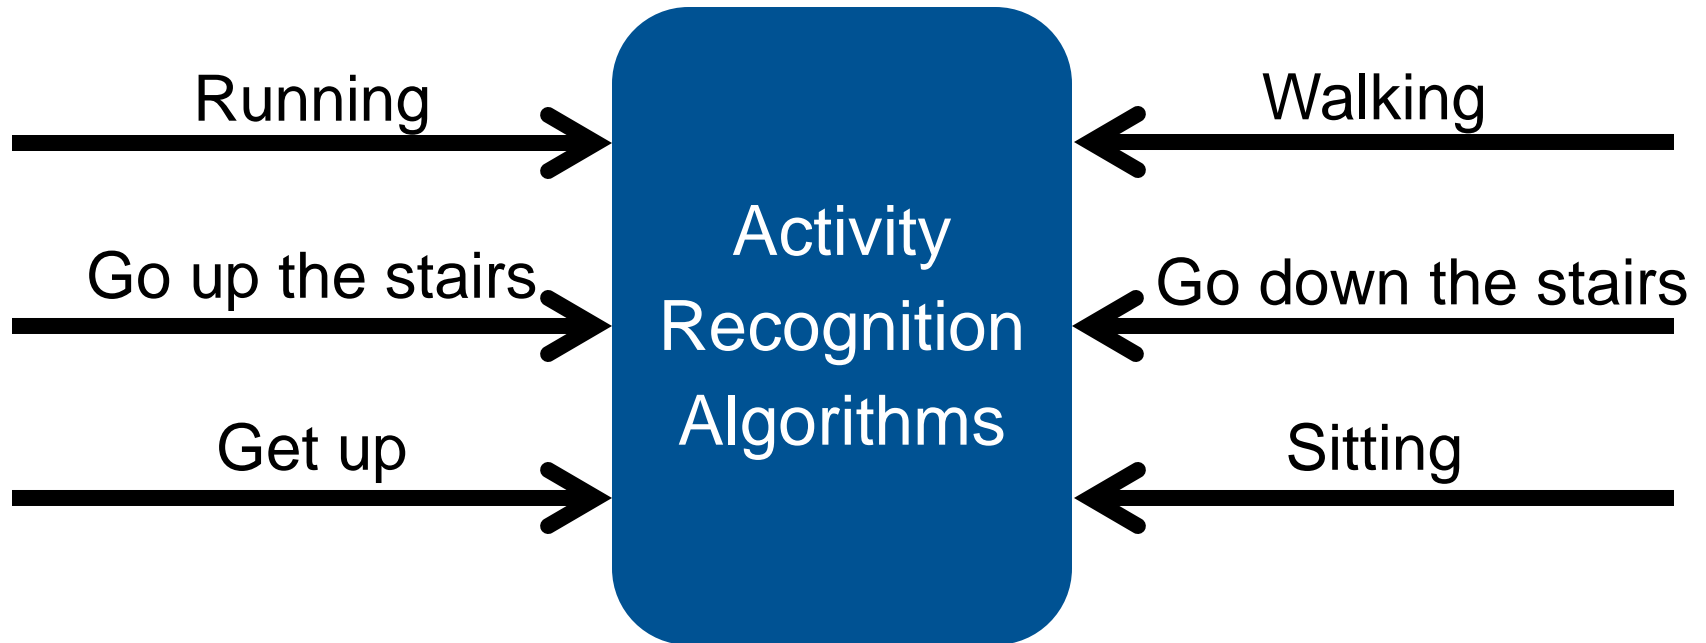 Running
Walking
Activity
Recognition
Algorithms
Go up the stairs
Go down the stairs
Get up
Sitting